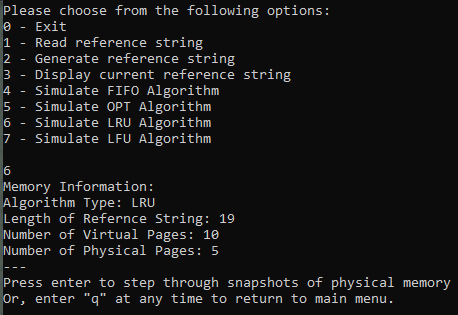 Please choose from the following options:
0 - Exit
1 - Read reference string
2 - Generate reference string
3 - Display current reference string
4 - Simulate FIFO Algorithm
5 - Simulate OPT Algorithm
6 - Simulate LRU Algorithm
7 - Simulate LFU Algorithm
6
Memory Information:
Algorithm Type: LRU
Length of Refernce String: 19
Number of Virtual Pages: 10
Number of Physical Pages: 5
---
Press enter to step through snapshots of physical memory
Or, enter "q" at any time to return to main menu.